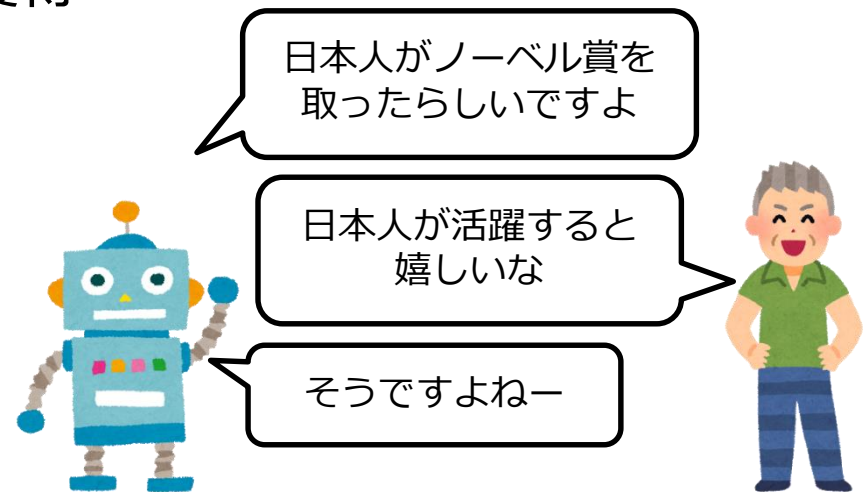 日本人がノーベル賞を
取ったらしいですよ
日本人が活躍すると
嬉しいな
そうですよねー